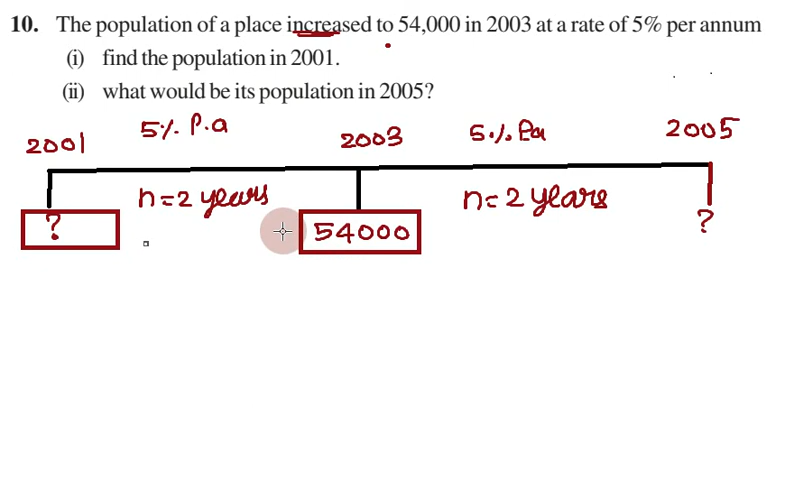 10. The population of a place increased to 54,000 in 2003 at a rate of 5% per annum
(i) find the population in 2001.
(ii) what would be its population in 2005?
2001 5%. P.a 2003 5.%. Pa 2005
n=2 years n=2 years
? 54000 ?